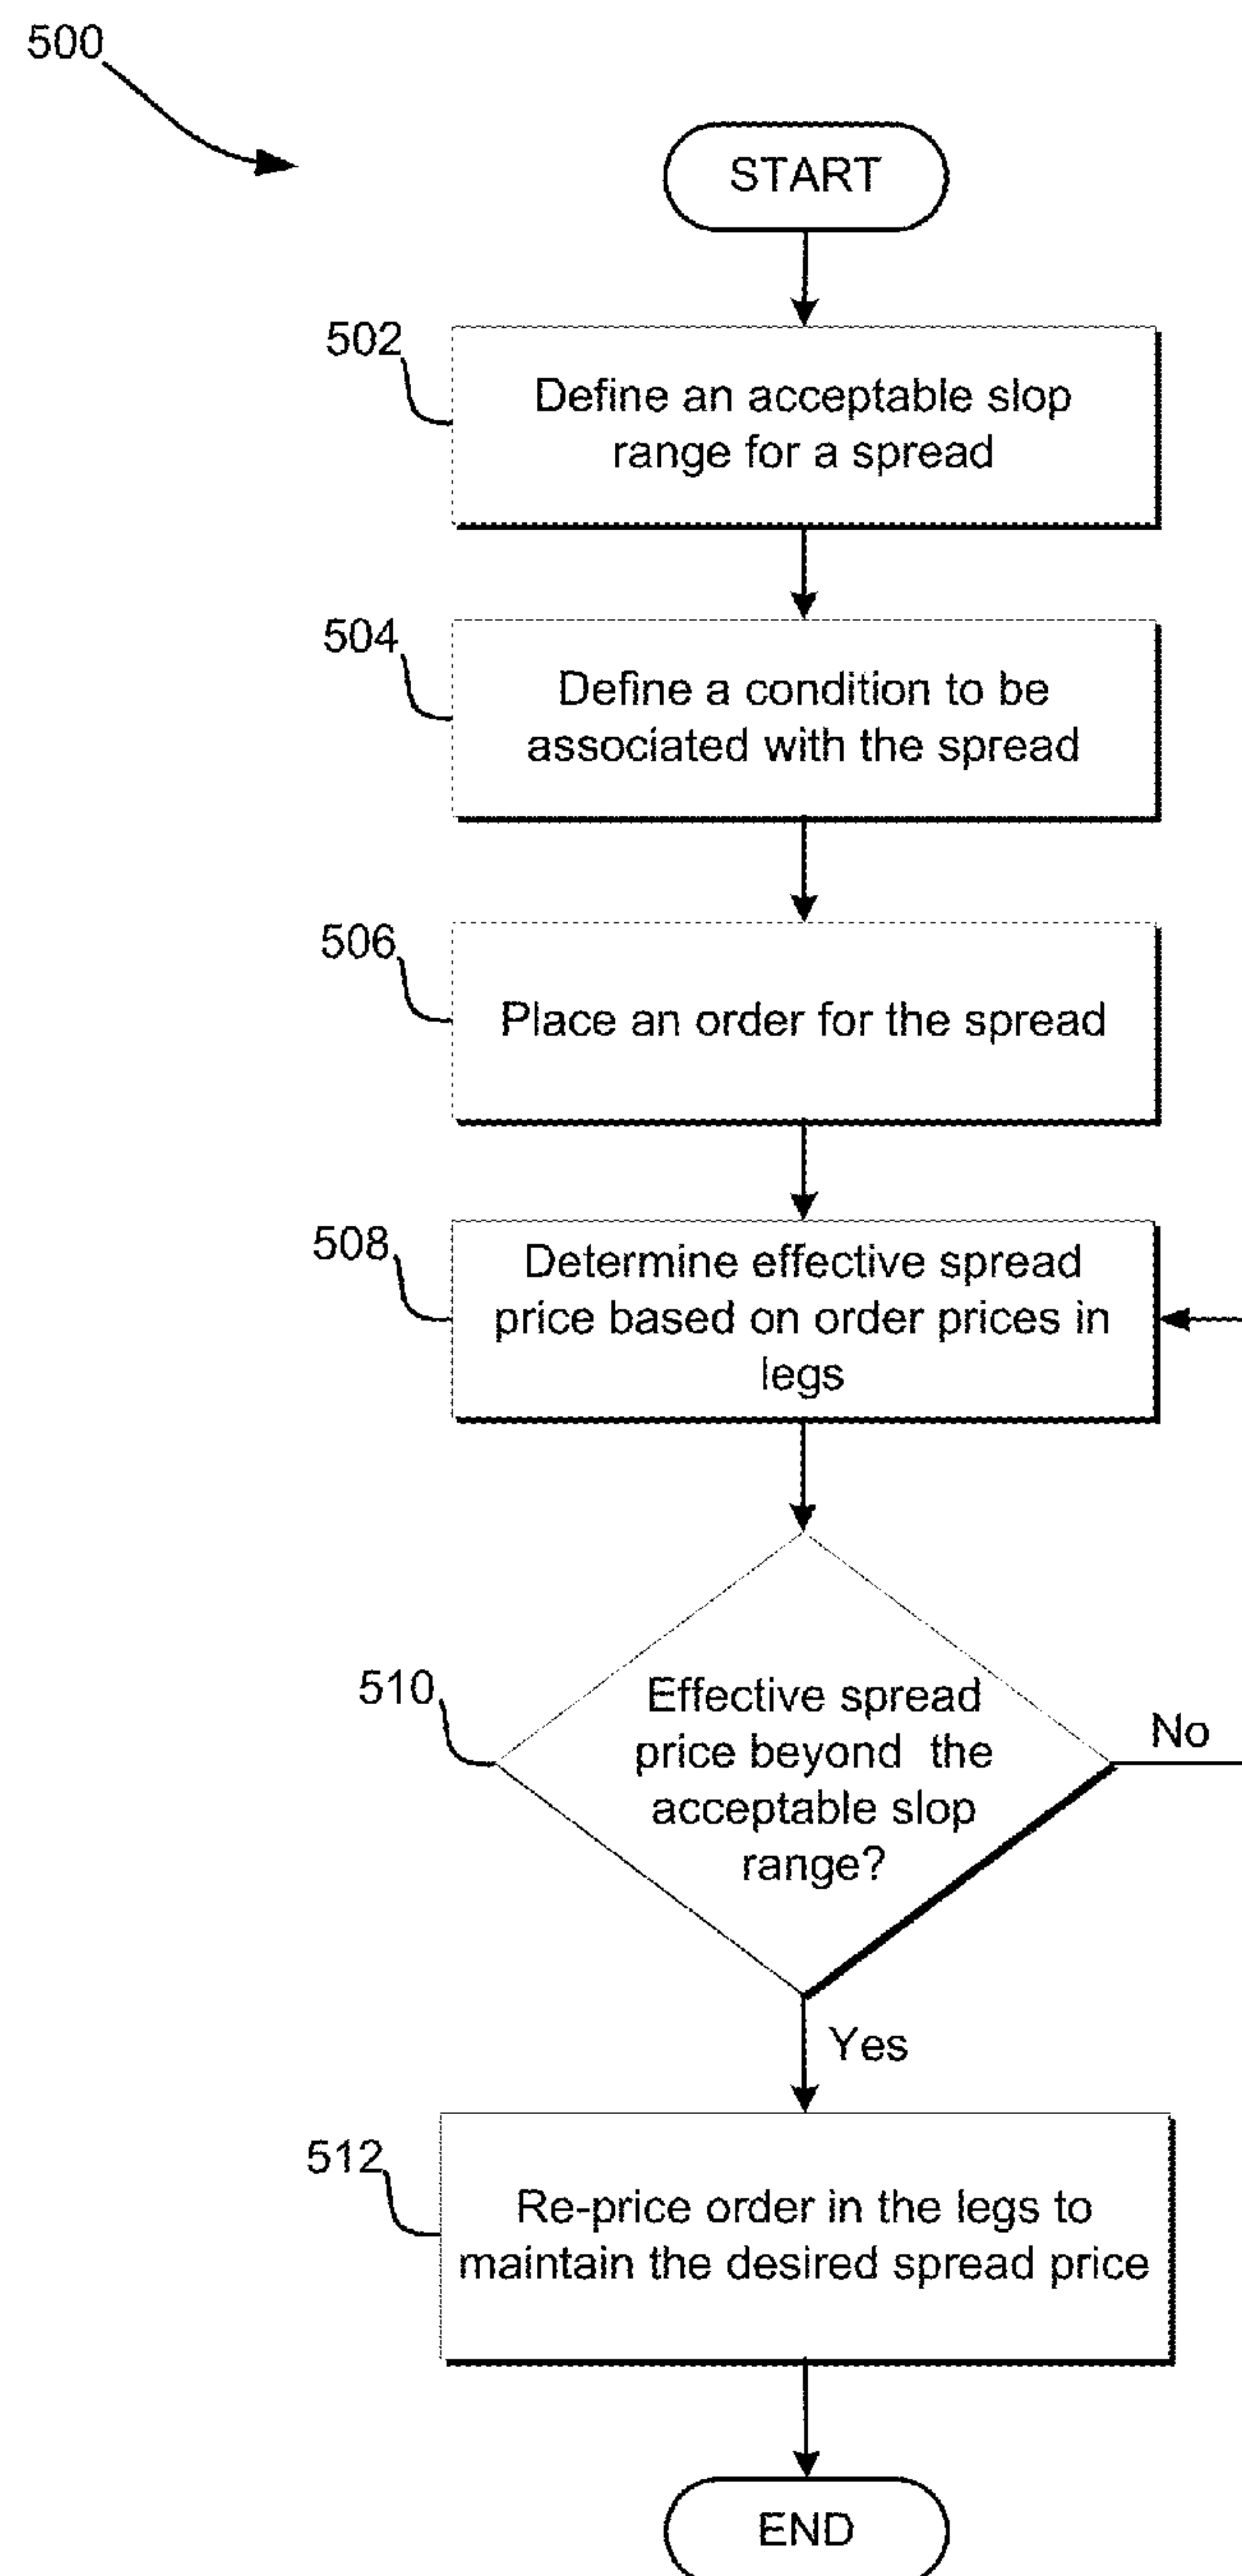 500
START
502
Define an acceptable slop
range for a spread
504
Define a condition to be
associated with the spread
506
Place an order for the spread
508
Determine effective spread
price based on order prices in
legs
510
Effective spread
price beyond the
acceptable slop
range?
No
Yes
512
Re-price order in the legs to
maintain the desired spread price
END